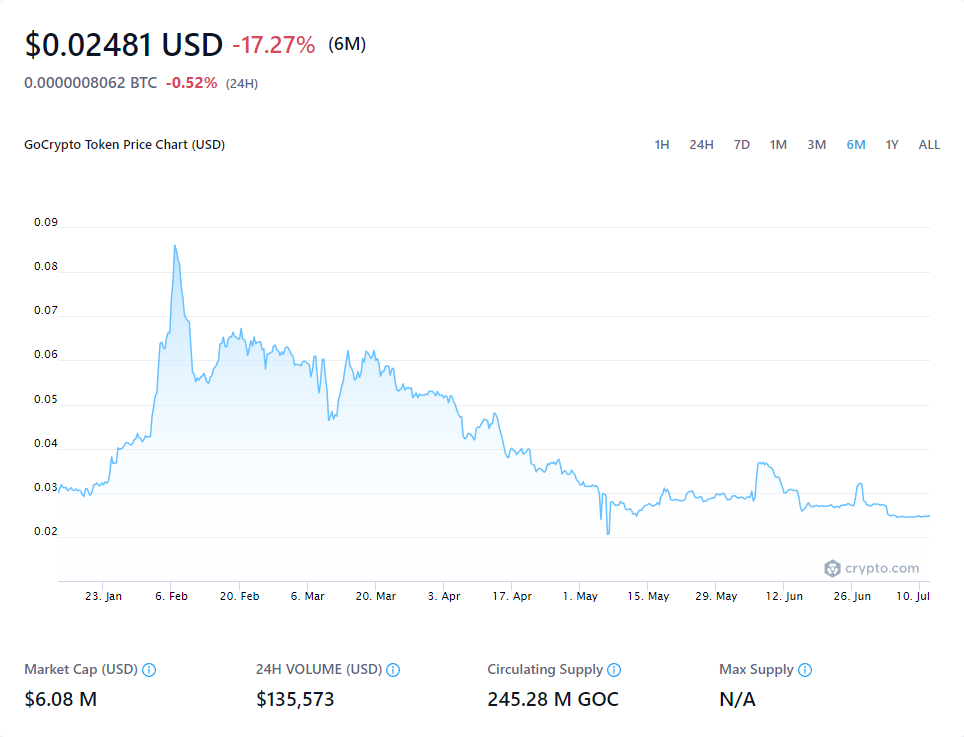 $0.02481 USD -17.27% (6M)
0.0000008062 BTC -0.52% (24H)
GoCrypto Token Price Chart (USD) 1H 24H 7D 1M 3M 6M 1Y ALL
0.09
0.08
0.07
0.06
0.05
0.04
0.03
0.02
crypto.com
23. Jan 6. Feb 20. Feb 6. Mar 20. Mar 3. Apr 17. Apr 1. May 15. May 29. May 12. Jun 26. Jun 10. Jul
Market Cap (USD) 24H VOLUME (USD) Circulating Supply Max Supply
$6.08 M $135,573 245.28 M GOC N/A